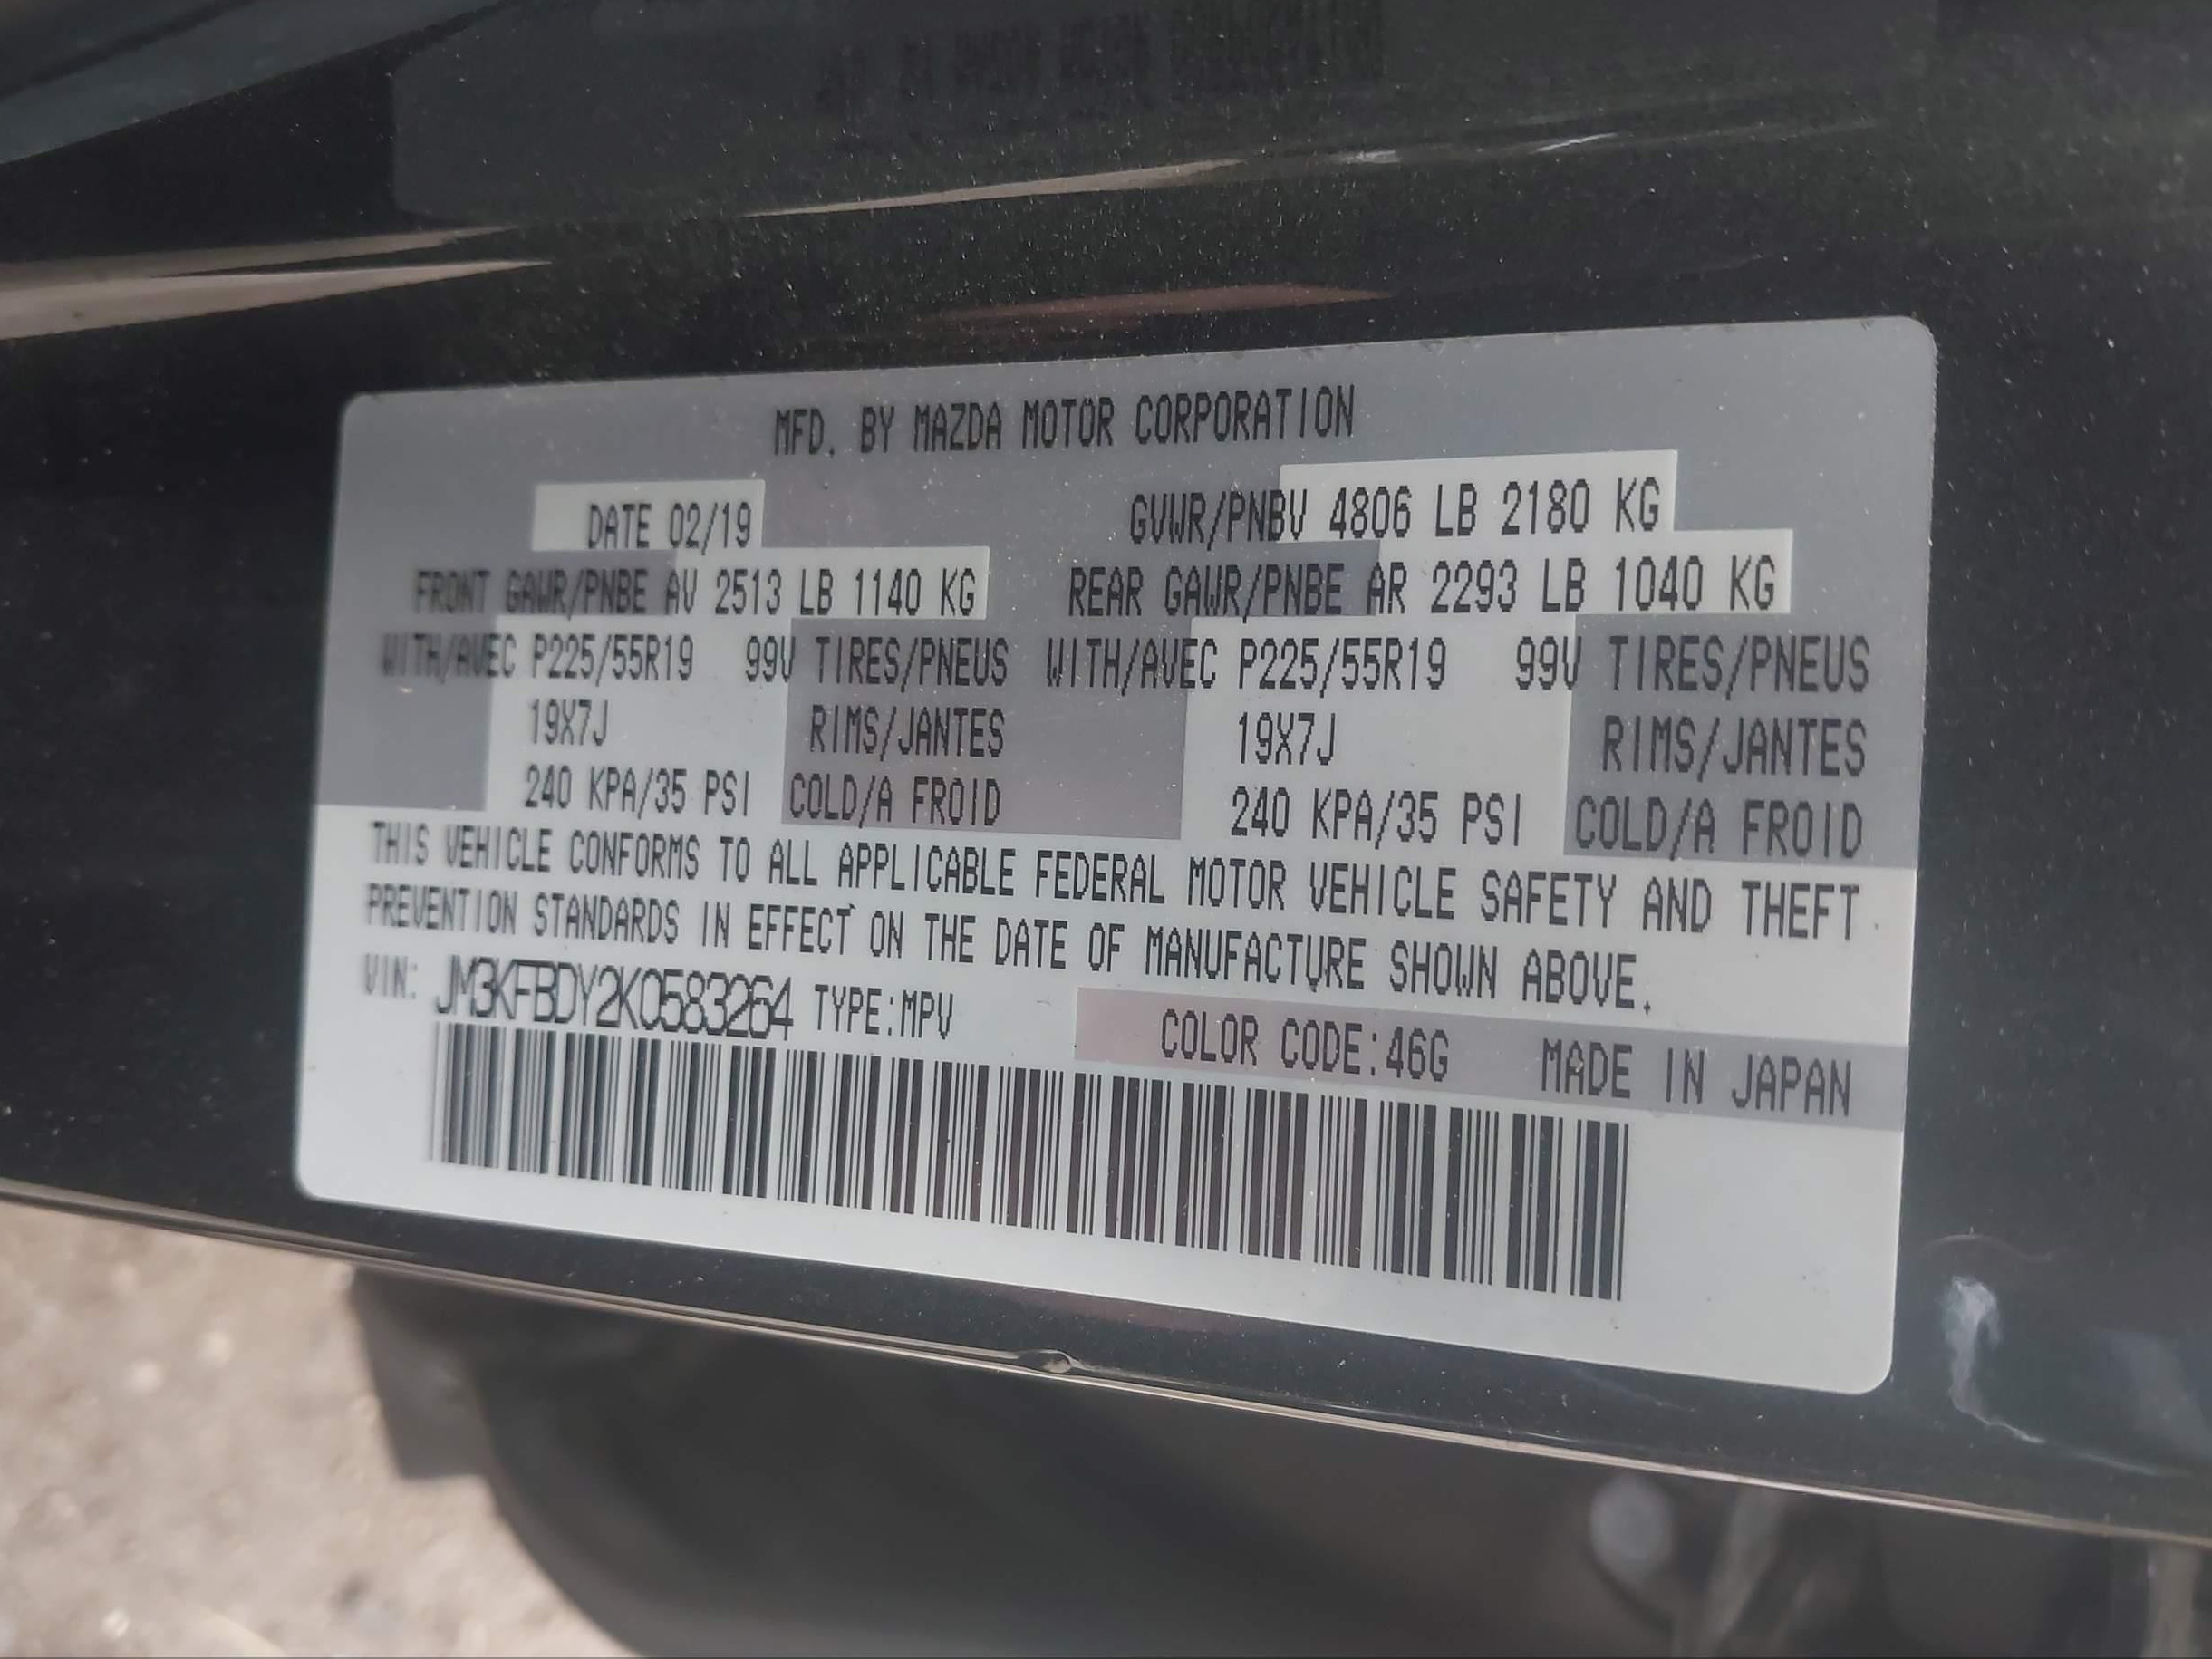 MFD. BY MAZDA MOTOR CORPORATION
DATE 02/19 GVWR/PNBV 4806 LB 2180 KG
FRONT GAWR/PNBE AV 2513 LB 1140 KG REAR GAWR/PNBE AR 2293 LB 1040 KG
WITH/AVEC P225/55R19 99V TIRES/PNEUS WITH/AVEC P225/55R19 99V TIRES/PNEUS
19X7J RIMS/JANTES 19X7J RIMS/JANTES
240 KPA/35 PSI COLD/A FROID 240 KPA/35 PSI COLD/A FROID
THIS VEHICLE CONFORMS TO ALL APPLICABLE FEDERAL MOTOR VEHICLE SAFETY AND THEFT
PREVENTION STANDARDS IN EFFECT ON THE DATE OF MANUFACTURE SHOWN ABOVE.
VIN: JM3KFBDY2K0583264 TYPE:MPV COLOR CODE:46G MADE IN JAPAN